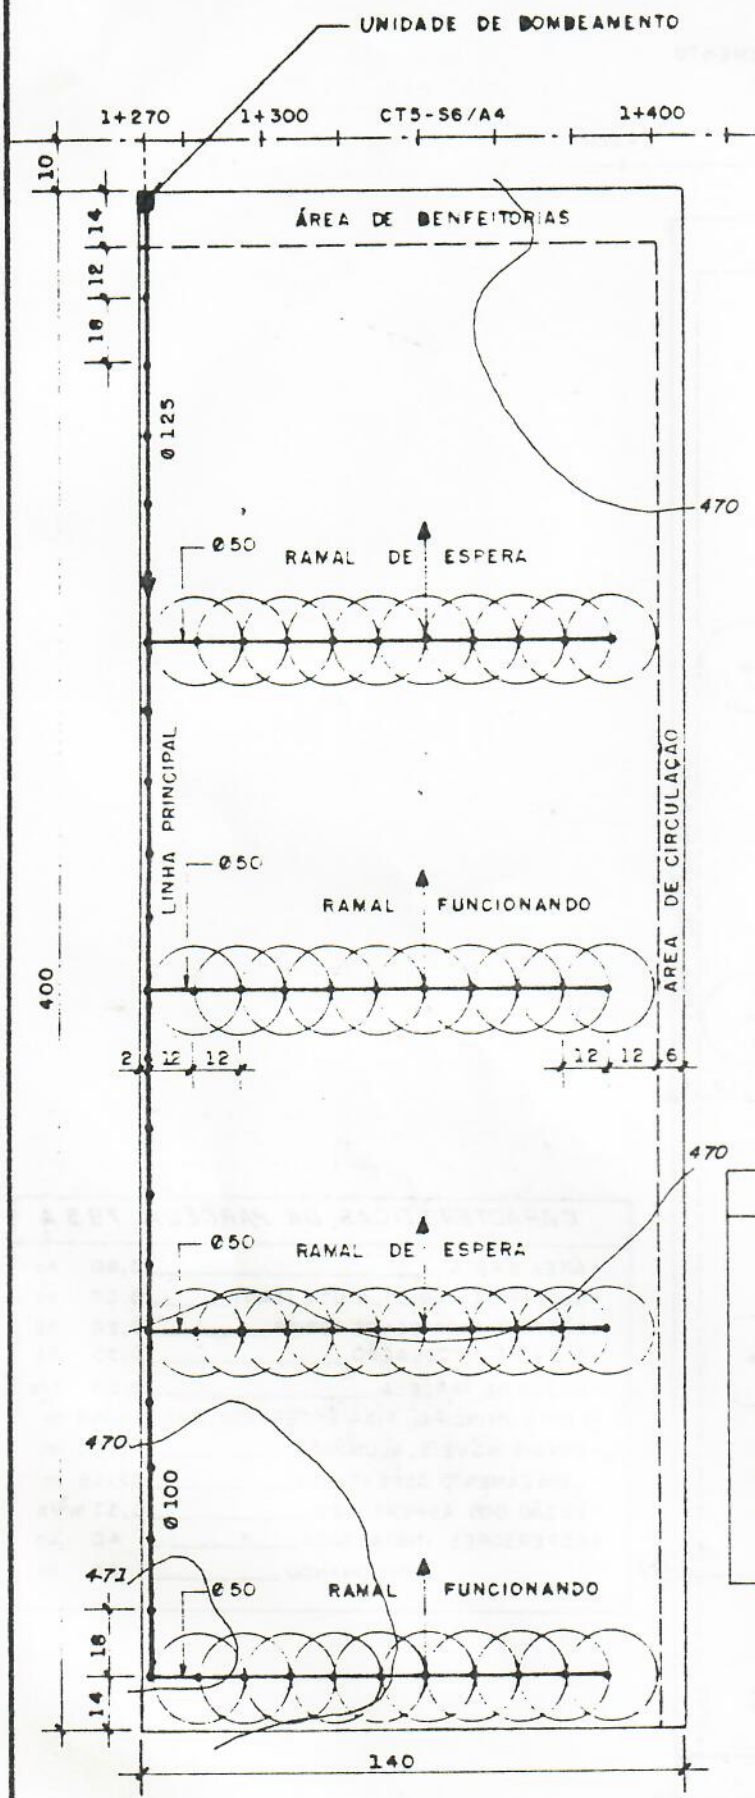 UNIDADE DE BOMBEAMENTO
1+270
1+300
CT5-S6/A4
1+400
10
14
12
18
ÁREA DE BENFEITORIAS
Ø125
470
Ø50
RAMAL DE ESPERA
LINHA PRINCIPAL
Ø50
RAMAL FUNCIONANDO
ÁREA DE CIRCULAÇÃO
400
2
12
12
12
12
6
470
Ø50
RAMAL DE ESPERA
470
Ø100
471
Ø50
RAMAL FUNCIONANDO
18
14
140